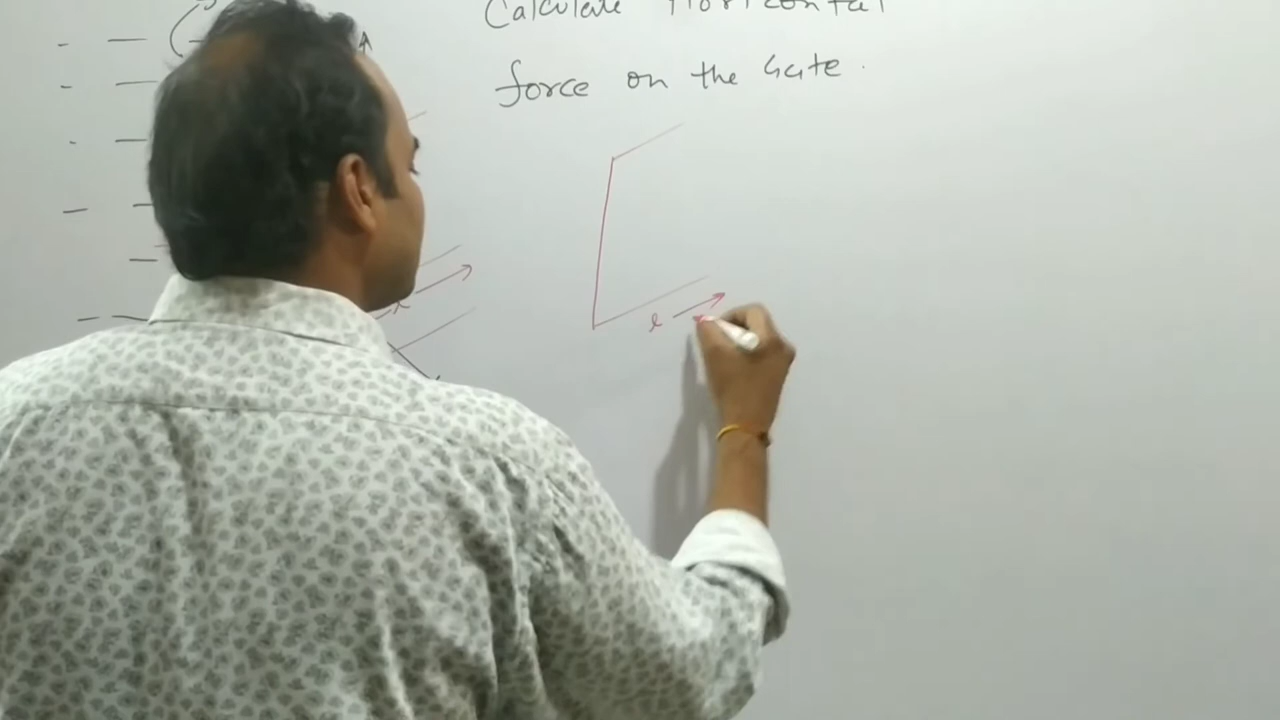 Calculate Horizontal
force on the Gate.
l